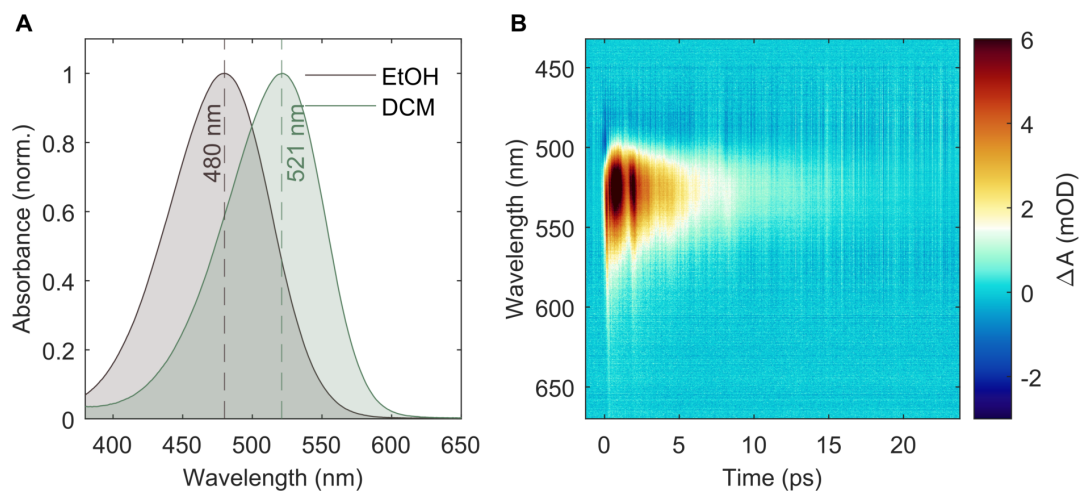 A
1
0.8
0.6
0.4
0.2
0
Absorbance (norm.)
400 450 500 550 600 650
Wavelength (nm)
480 nm
521 nm
EtOH
DCM
B
450
500
550
600
650
Wavelength (nm)
0 5 10 15 20
Time (ps)
6
4
2
0
-2
ΔA (mOD)